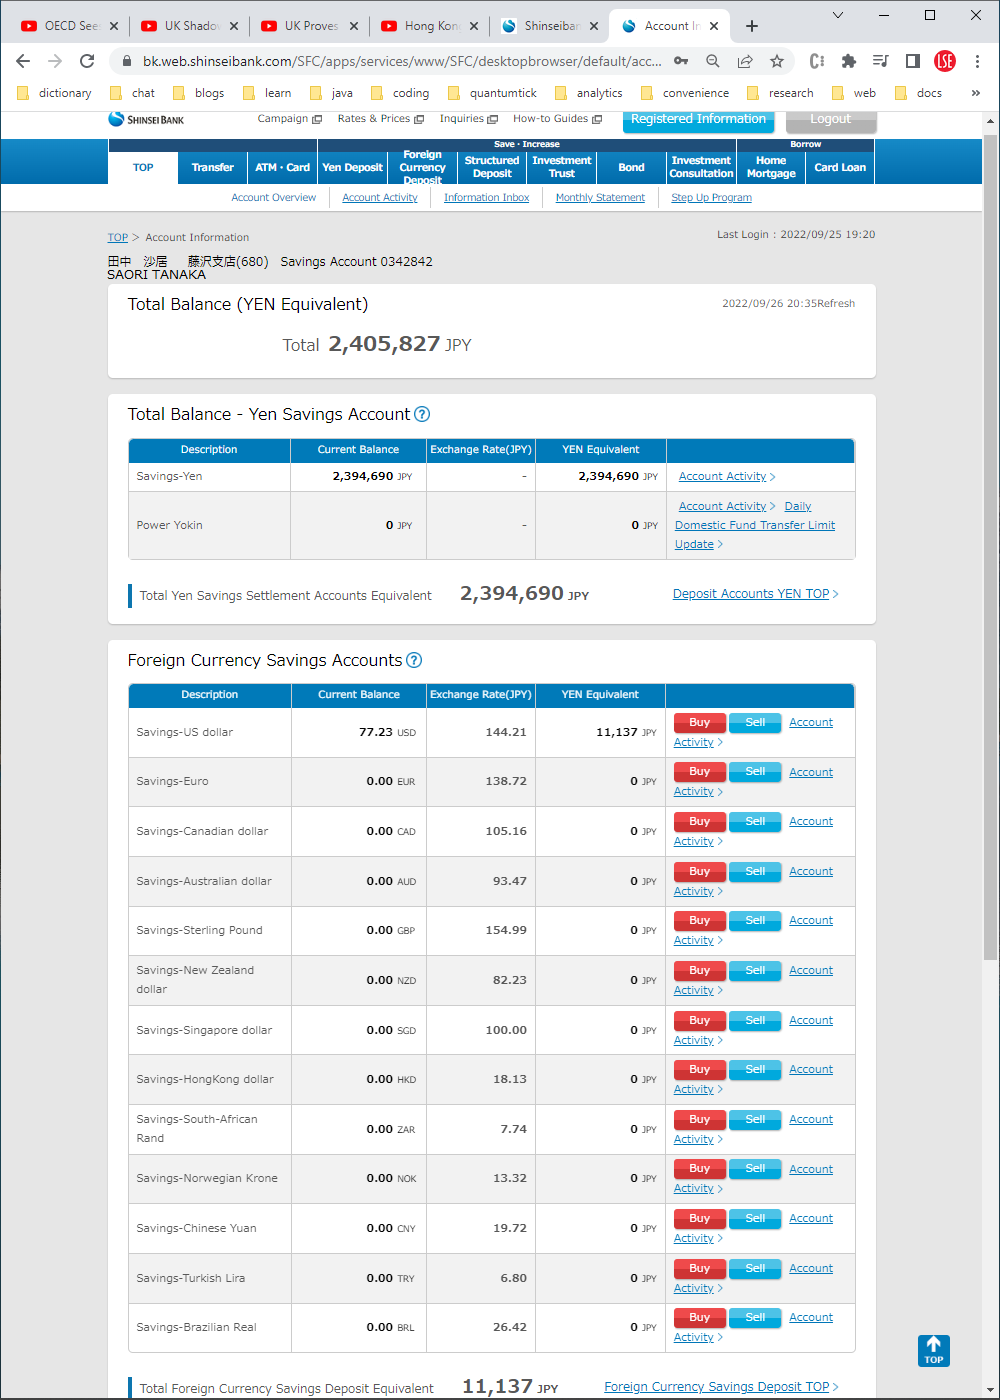 OECD See
UK Shadow
UK Proves
Hong Kon
Shinseiban
Account In
bk.web.shinseibank.com/SFC/apps/services/www/SFC/desktopbrowser/default/acc...
LSE
dictionary chat blogs learn java coding quantumtick analytics convenience research web docs »
SHINSEI BANK
Campaign Rates & Prices Inquiries How-to Guides Registered Information Logout
Save・Increase Borrow
TOP Transfer ATM・Card Yen Deposit Foreign Currency Deposit Structured Deposit Investment Trust Bond Investment Consultation Home Mortgage Card Loan
Account Overview Account Activity Information Inbox Monthly Statement Step Up Program
TOP > Account Information
Last Login : 2022/09/25 19:20
田中 沙居 藤沢支店(680) Savings Account 0342842
SAORI TANAKA
Total Balance (YEN Equivalent) 2022/09/26 20:35Refresh
Total 2,405,827 JPY
Total Balance - Yen Savings Account ?
Description Current Balance Exchange Rate(JPY) YEN Equivalent
Savings-Yen 2,394,690 JPY - 2,394,690 JPY Account Activity >
Power Yokin 0 JPY - 0 JPY Account Activity > Daily
Domestic Fund Transfer Limit
Update >
Total Yen Savings Settlement Accounts Equivalent 2,394,690 JPY Deposit Accounts YEN TOP >
Foreign Currency Savings Accounts ?
Description Current Balance Exchange Rate(JPY) YEN Equivalent
Savings-US dollar 77.23 USD 144.21 11,137 JPY Buy Sell Account
Activity >
Savings-Euro 0.00 EUR 138.72 0 JPY Buy Sell Account
Activity >
Savings-Canadian dollar 0.00 CAD 105.16 0 JPY Buy Sell Account
Activity >
Savings-Australian dollar 0.00 AUD 93.47 0 JPY Buy Sell Account
Activity >
Savings-Sterling Pound 0.00 GBP 154.99 0 JPY Buy Sell Account
Activity >
Savings-New Zealand
dollar 0.00 NZD 82.23 0 JPY Buy Sell Account
Activity >
Savings-Singapore dollar 0.00 SGD 100.00 0 JPY Buy Sell Account
Activity >
Savings-HongKong dollar 0.00 HKD 18.13 0 JPY Buy Sell Account
Activity >
Savings-South-African
Rand 0.00 ZAR 7.74 0 JPY Buy Sell Account
Activity >
Savings-Norwegian Krone 0.00 NOK 13.32 0 JPY Buy Sell Account
Activity >
Savings-Chinese Yuan 0.00 CNY 19.72 0 JPY Buy Sell Account
Activity >
Savings-Turkish Lira 0.00 TRY 6.80 0 JPY Buy Sell Account
Activity >
Savings-Brazilian Real 0.00 BRL 26.42 0 JPY Buy Sell Account
Activity >
TOP
Total Foreign Currency Savings Deposit Equivalent 11,137 JPY Foreign Currency Savings Deposit TOP >